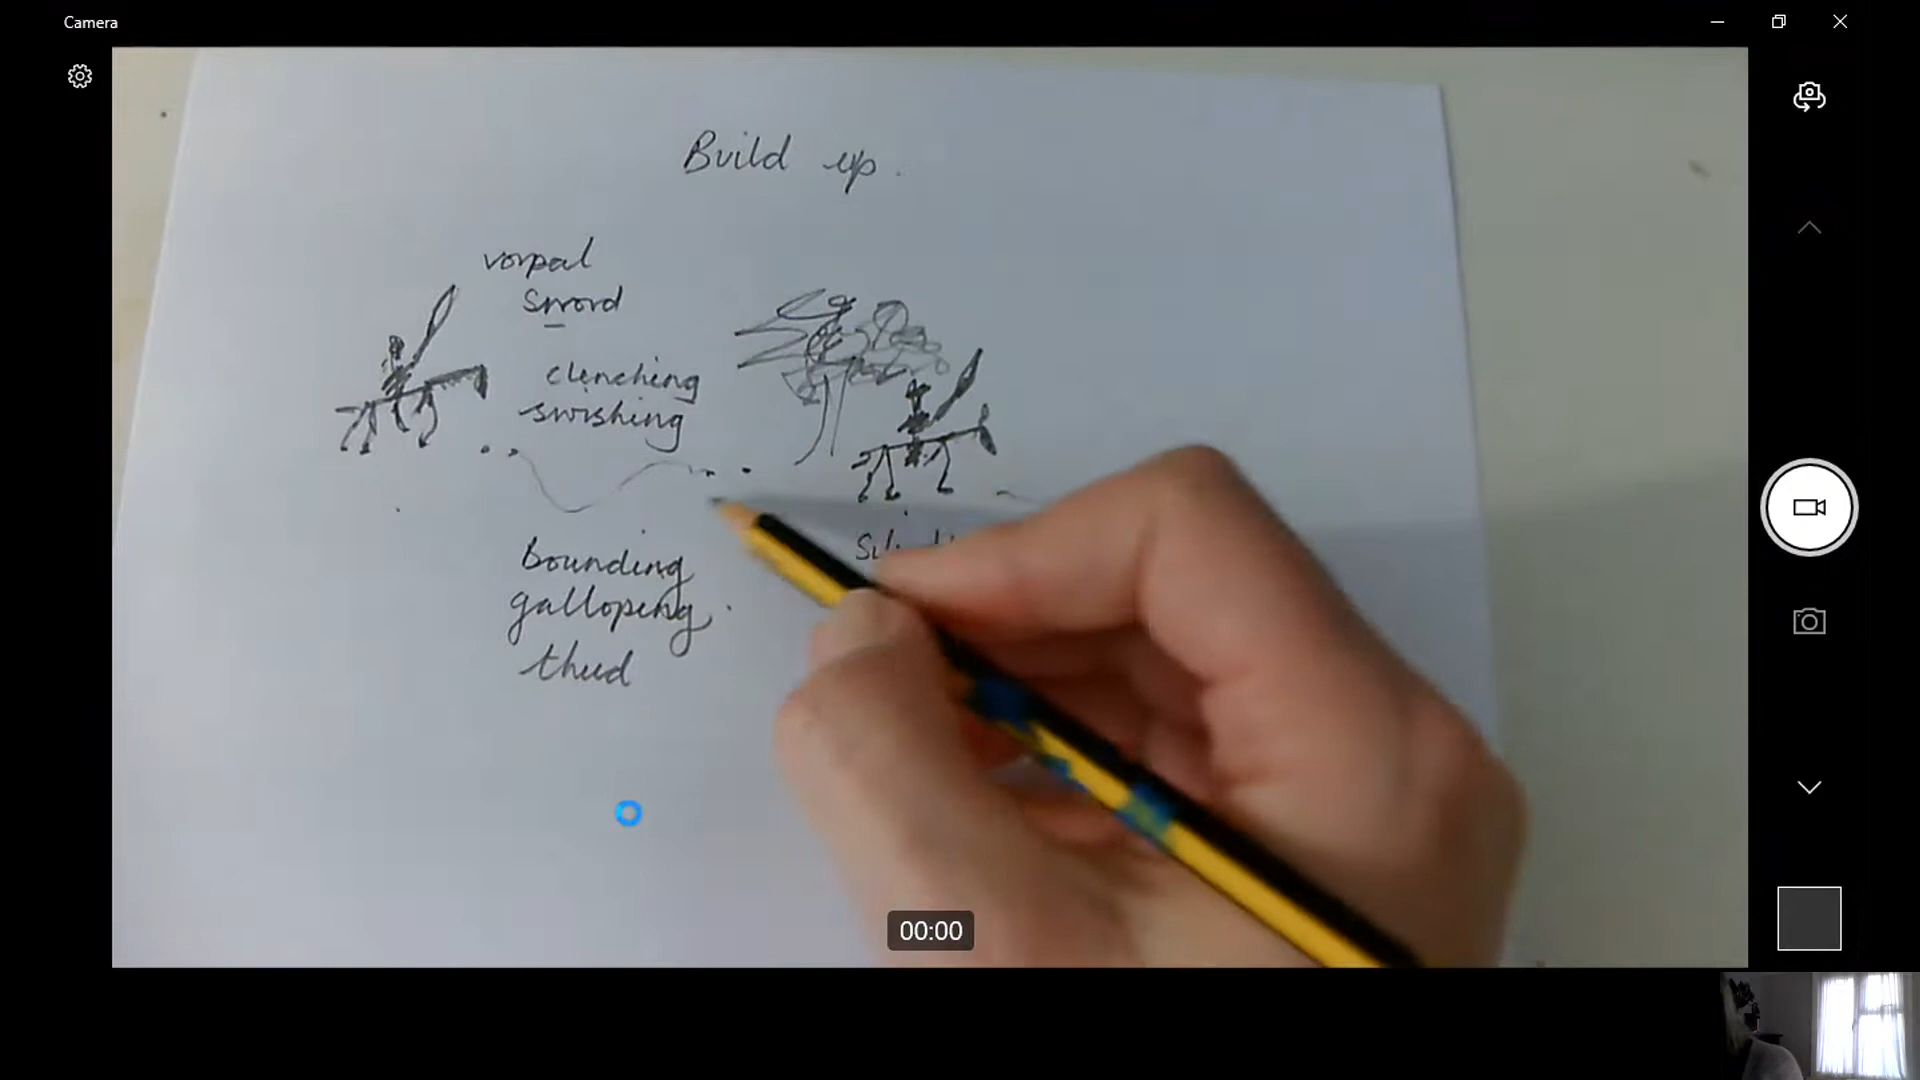 Camera
Build up.
vorpal
sword
clenching
swishing
Bounding
galloping
thud
00:00